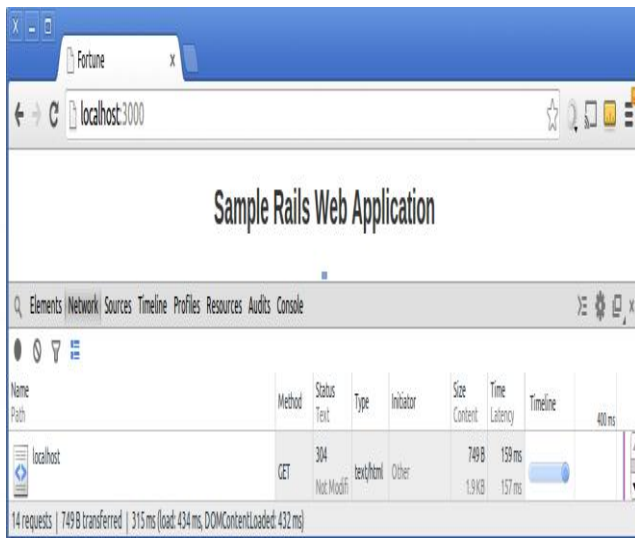 Fortune x
localhost:3000
Sample Rails Web Application
Elements Network Sources Timeline Profiles Resources Audits Console
Name Method Status Type Initiator Size Time Timeline
Path Text Content Latency 400 ms
localhost GET 304 text/html Other 749 B 159 ms
Not Modifi 1.9 KB 157 ms
14 requests | 749 B transferred | 315 ms (load: 434 ms, DOMContentLoaded: 432 ms)